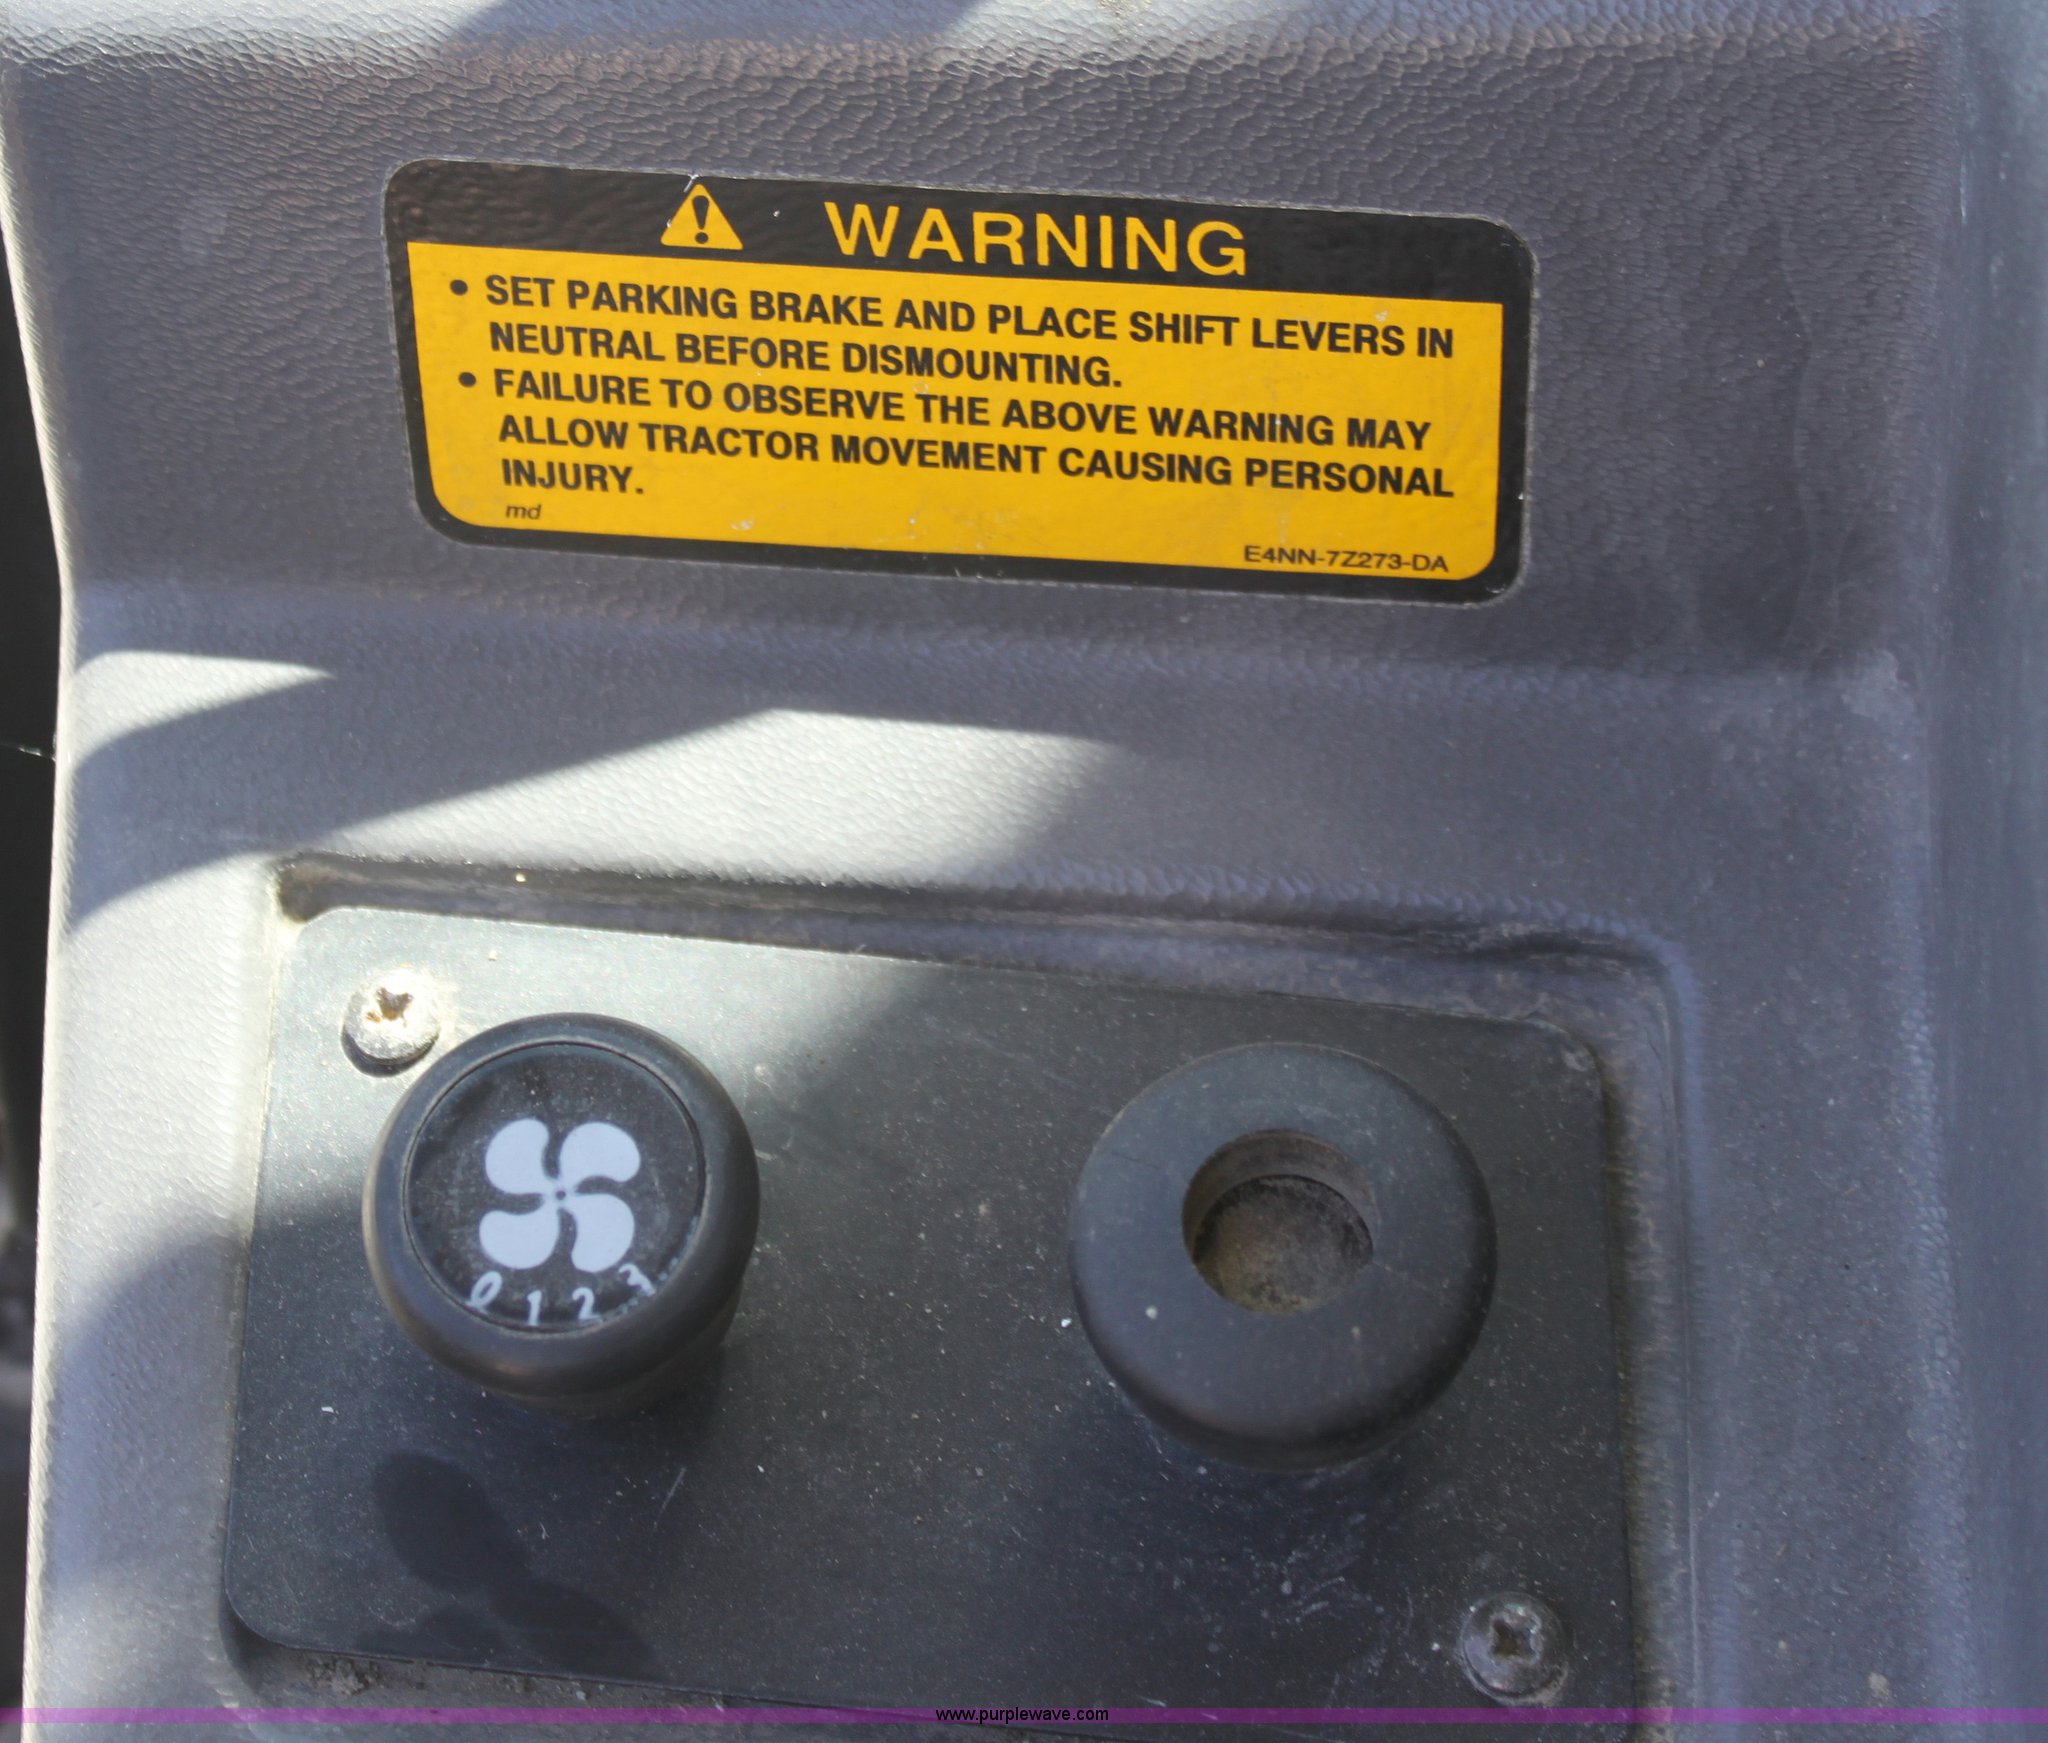 WARNING
• SET PARKING BRAKE AND PLACE SHIFT LEVERS IN
NEUTRAL BEFORE DISMOUNTING.
• FAILURE TO OBSERVE THE ABOVE WARNING MAY
ALLOW TRACTOR MOVEMENT CAUSING PERSONAL
INJURY.
md
E4NN-7Z273-DA
0 1 2 3
www.purplewave.com